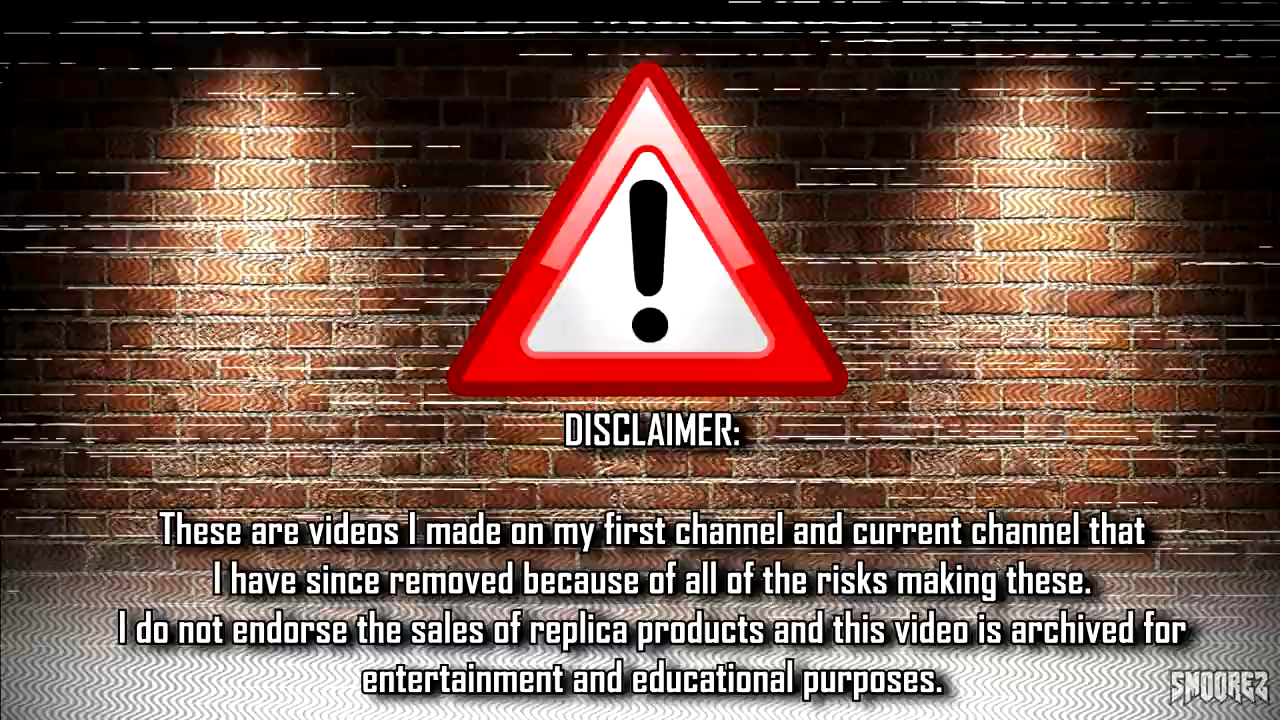 DISCLAIMER:
These are videos I made on my first channel and current channel that
I have since removed because of all of the risks making these.
I do not endorse the sales of replica products and this video is archived for
entertainment and educational purposes.
SMOOREZ